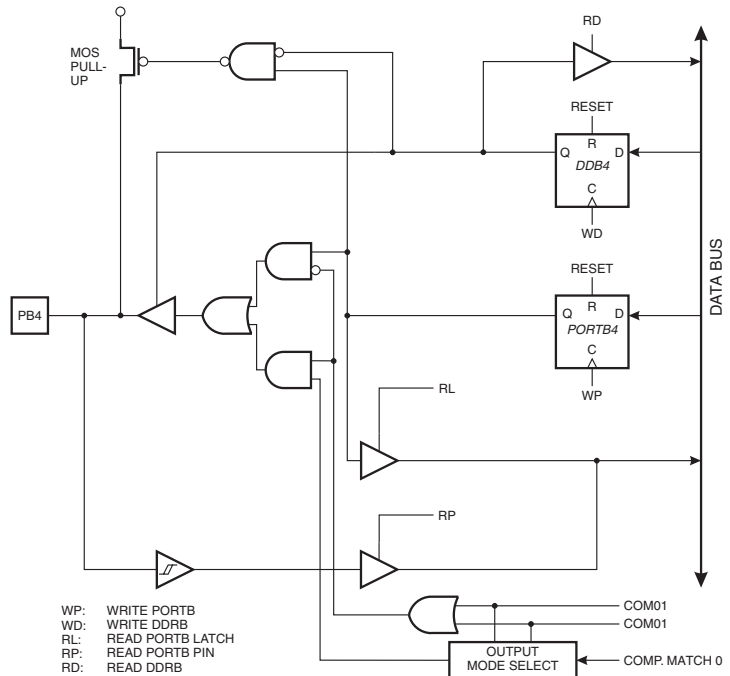 RD
MOS
PULL-
UP
RESET
R
Q
D
DDB4
C
WD
DATA BUS
RESET
R
Q
D
PORTB4
C
WP
PB4
RL
RP
WP: WRITE PORTB
WD: WRITE DDRB
RL: READ PORTB LATCH
RP: READ PORTB PIN
RD: READ DDRB
COM01
COM01
OUTPUT
MODE SELECT
COMP. MATCH 0